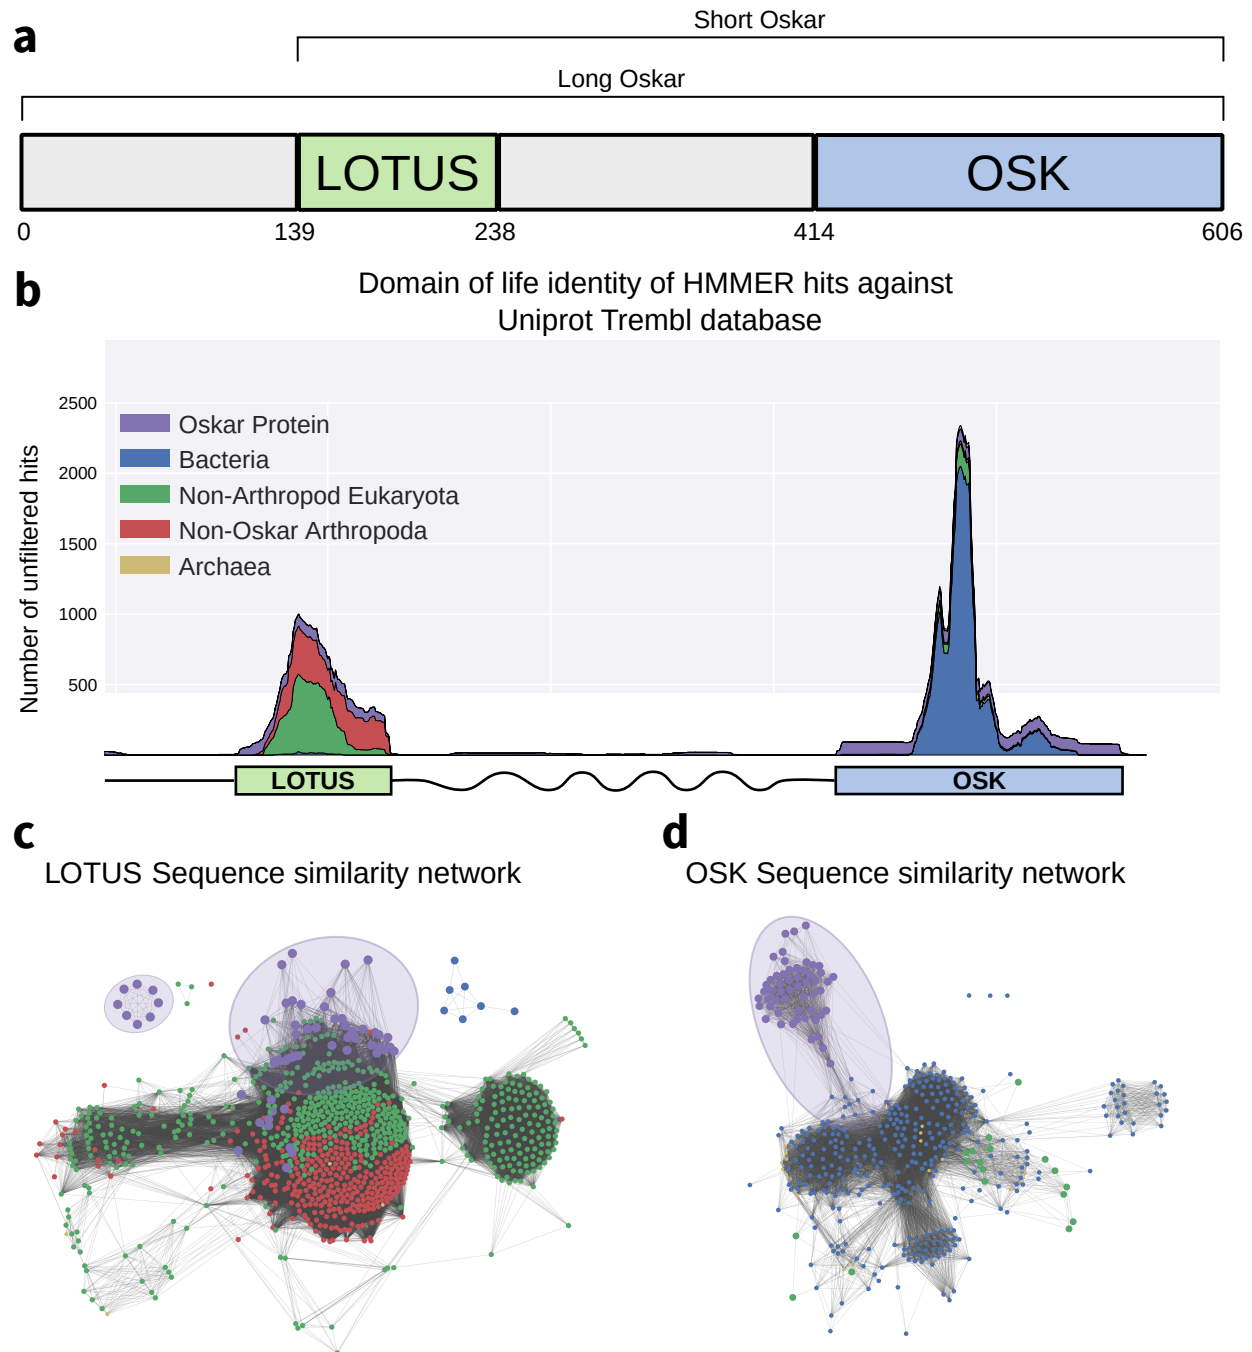 a
Short Oskar
Long Oskar
LOTUS
OSK
0
139
238
414
606
b
Domain of life identity of HMMER hits against
Uniprot Trembl database
Number of unfiltered hits
2500
2000
1500
1000
500
Oskar Protein
Bacteria
Non-Arthropod Eukaryota
Non-Oskar Arthropoda
Archaea
LOTUS
OSK
c
LOTUS Sequence similarity network
d
OSK Sequence similarity network